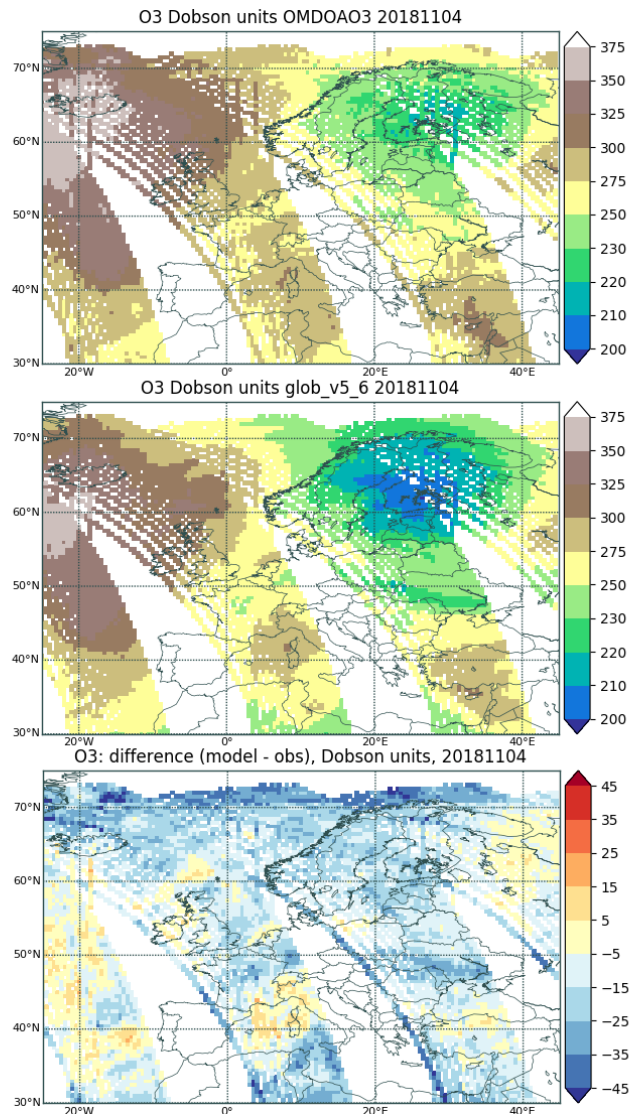 O3 Dobson units OMDOAO3 20181104
70°N
60°N
50°N
40°N
30°N
20°W
0°E
20°E
40°E
375
350
325
300
275
250
230
220
210
200
O3 Dobson units glob_v5_6 20181104
70°N
60°N
50°N
40°N
30°N
20°W
0°E
20°E
40°E
375
350
325
300
275
250
230
220
210
200
O3: difference (model - obs), Dobson units, 20181104
70°N
60°N
50°N
40°N
30°N
20°W
0°E
20°E
40°E
45
35
25
15
5
−5
−15
−25
−35
−45